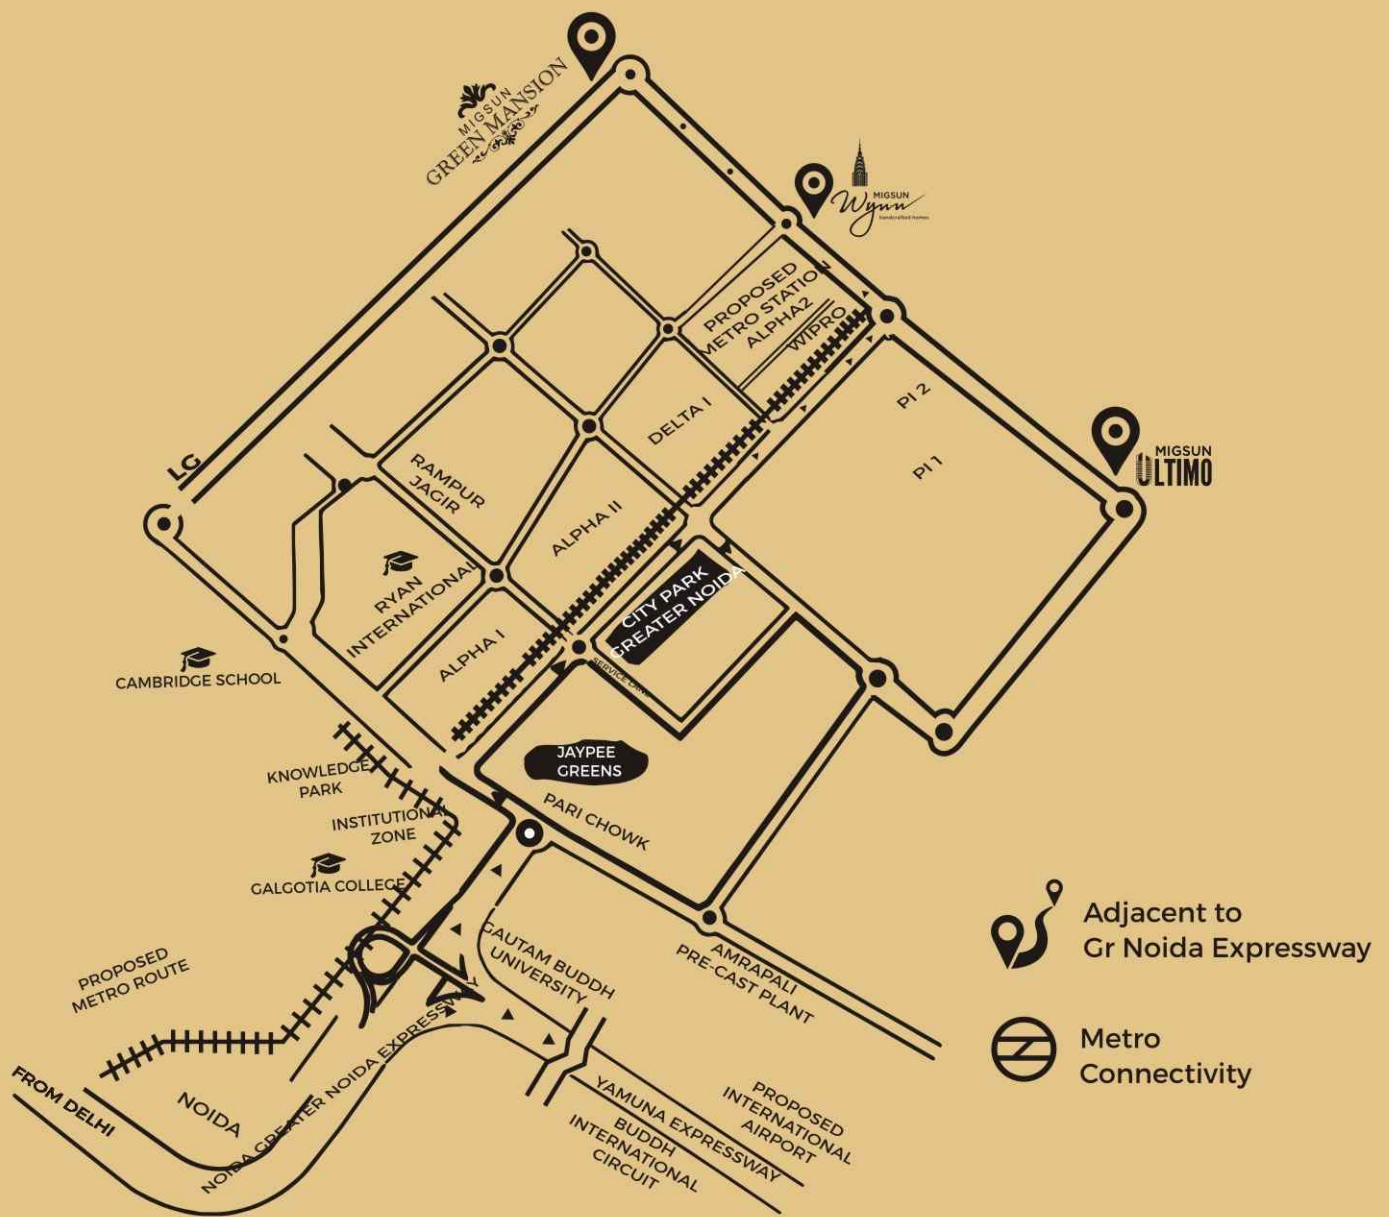 MIGSUN
GREEN MANSION
MIGSUN
Wynn
handcrafted homes
PROPOSED
METRO STATION
ALPHA2
WIPRO
PI 2
PI 1
MIGSUN
ULTIMO
DELTA I
LG
RAMPUR
JAGIR
ALPHA II
RYAN
INTERNATIONAL
CITY PARK
GREATER NOIDA
ALPHA I
SERVICE LANE
CAMBRIDGE SCHOOL
JAYPEE
GREENS
KNOWLEDGE
PARK
INSTITUTIONAL
ZONE
PARI CHOWK
GALGOTIA COLLEGE
Adjacent to
Gr Noida Expressway
GAUTAM BUDDH
UNIVERSITY
AMRAPALI
PRE-CAST PLANT
PROPOSED
METRO ROUTE
Metro
Connectivity
FROM DELHI
NOIDA
NOIDA GREATER NOIDA EXPRESSWAY
YAMUNA EXPRESSWAY
PROPOSED
INTERNATIONAL
AIRPORT
BUDDH
INTERNATIONAL
CIRCUIT